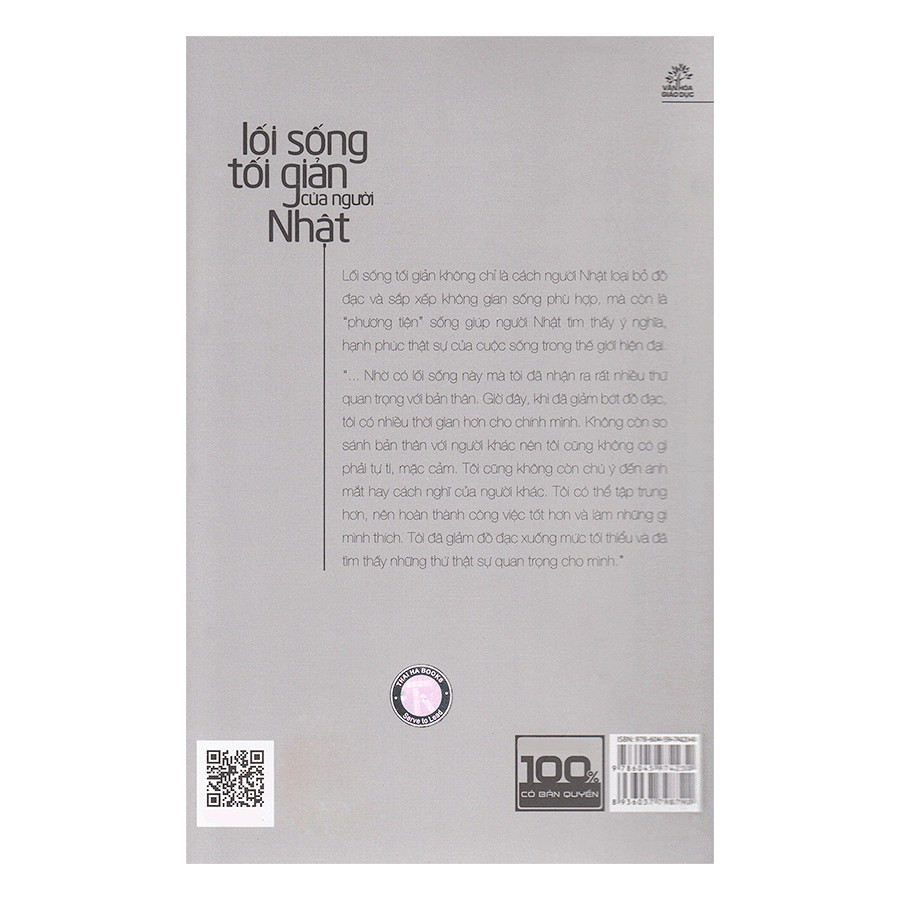 VĂN HÓA
GIÁO DỤC
lối sống
tối giản
của người
Nhật
Lối sống tối giản không chỉ là cách người Nhật loại bỏ đồ
đạc và sắp xếp không gian sống phù hợp, mà còn là
“phương tiện” sống giúp người Nhật tìm thấy ý nghĩa,
hạnh phúc thật sự của cuộc sống trong thế giới hiện đại.
“... Nhờ có lối sống này mà tôi đã nhận ra rất nhiều thứ
quan trọng với bản thân. Giờ đây, khi đã giảm bớt đồ đạc,
tôi có nhiều thời gian hơn cho chính mình. Không còn so
sánh bản thân với người khác nên tôi cũng không có gì
phải tự ti, mặc cảm. Tôi cũng không còn chú ý đến ánh
mắt hay cách nghĩ của người khác. Tôi có thể tập trung
hơn, nên hoàn thành công việc tốt hơn và làm những gì
mình thích. Tôi đã giảm đồ đạc xuống mức tối thiểu và đã
tìm thấy những thứ thật sự quan trọng cho mình.”
THAI HA BOOKS
Serve to Lead
100%
CÓ BẢN QUYỀN